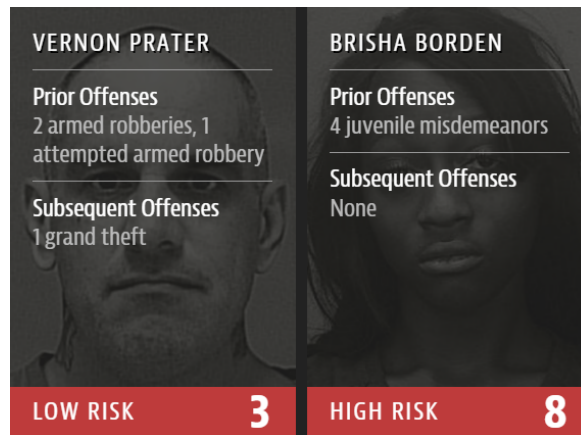 VERNON PRATER
Prior Offenses
2 armed robberies, 1
attempted armed robbery
Subsequent Offenses
1 grand theft
LOW RISK 3
BRISHA BORDEN
Prior Offenses
4 juvenile misdemeanors
Subsequent Offenses
None
HIGH RISK 8